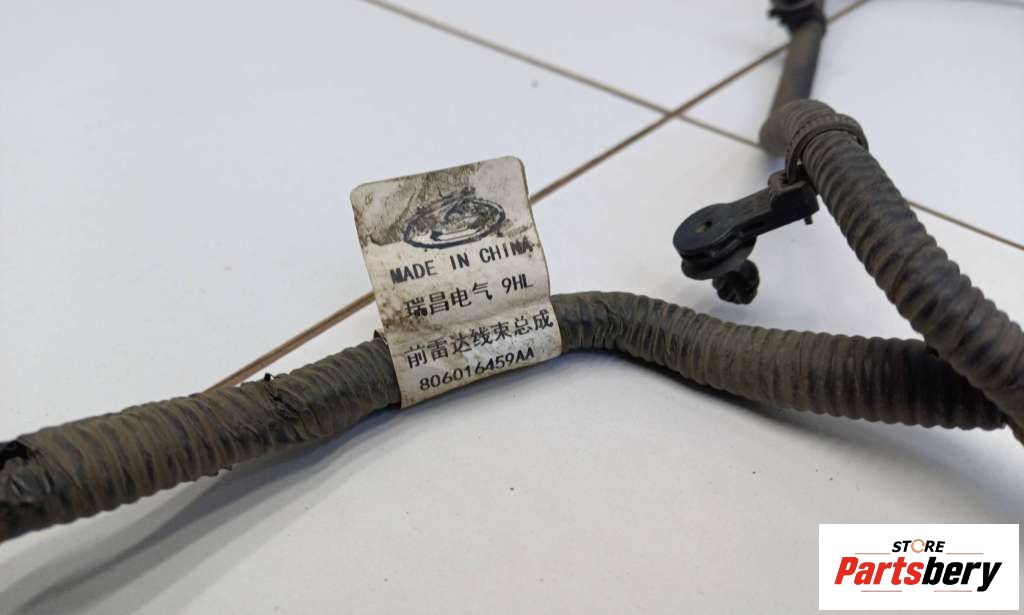 MADE IN CHINA
瑞昌电气 9HL
前雷达线束总成
806016459AA
STORE
Partsbery